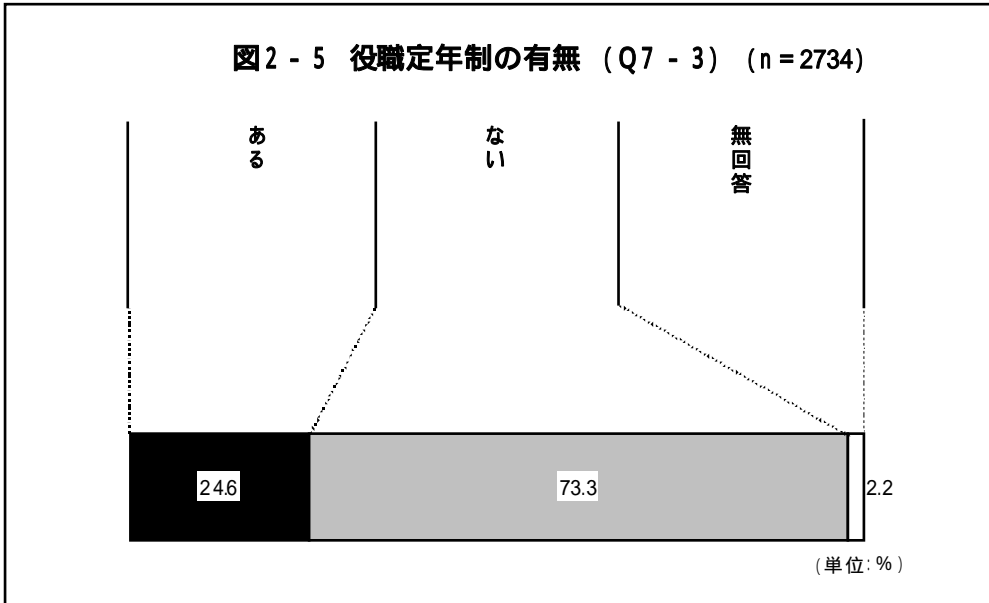 図2-5 役職定年制の有無 (Q7-3) (n=2734)
ある
ない
無回答
24.6
73.3
2.2
(単位:%)